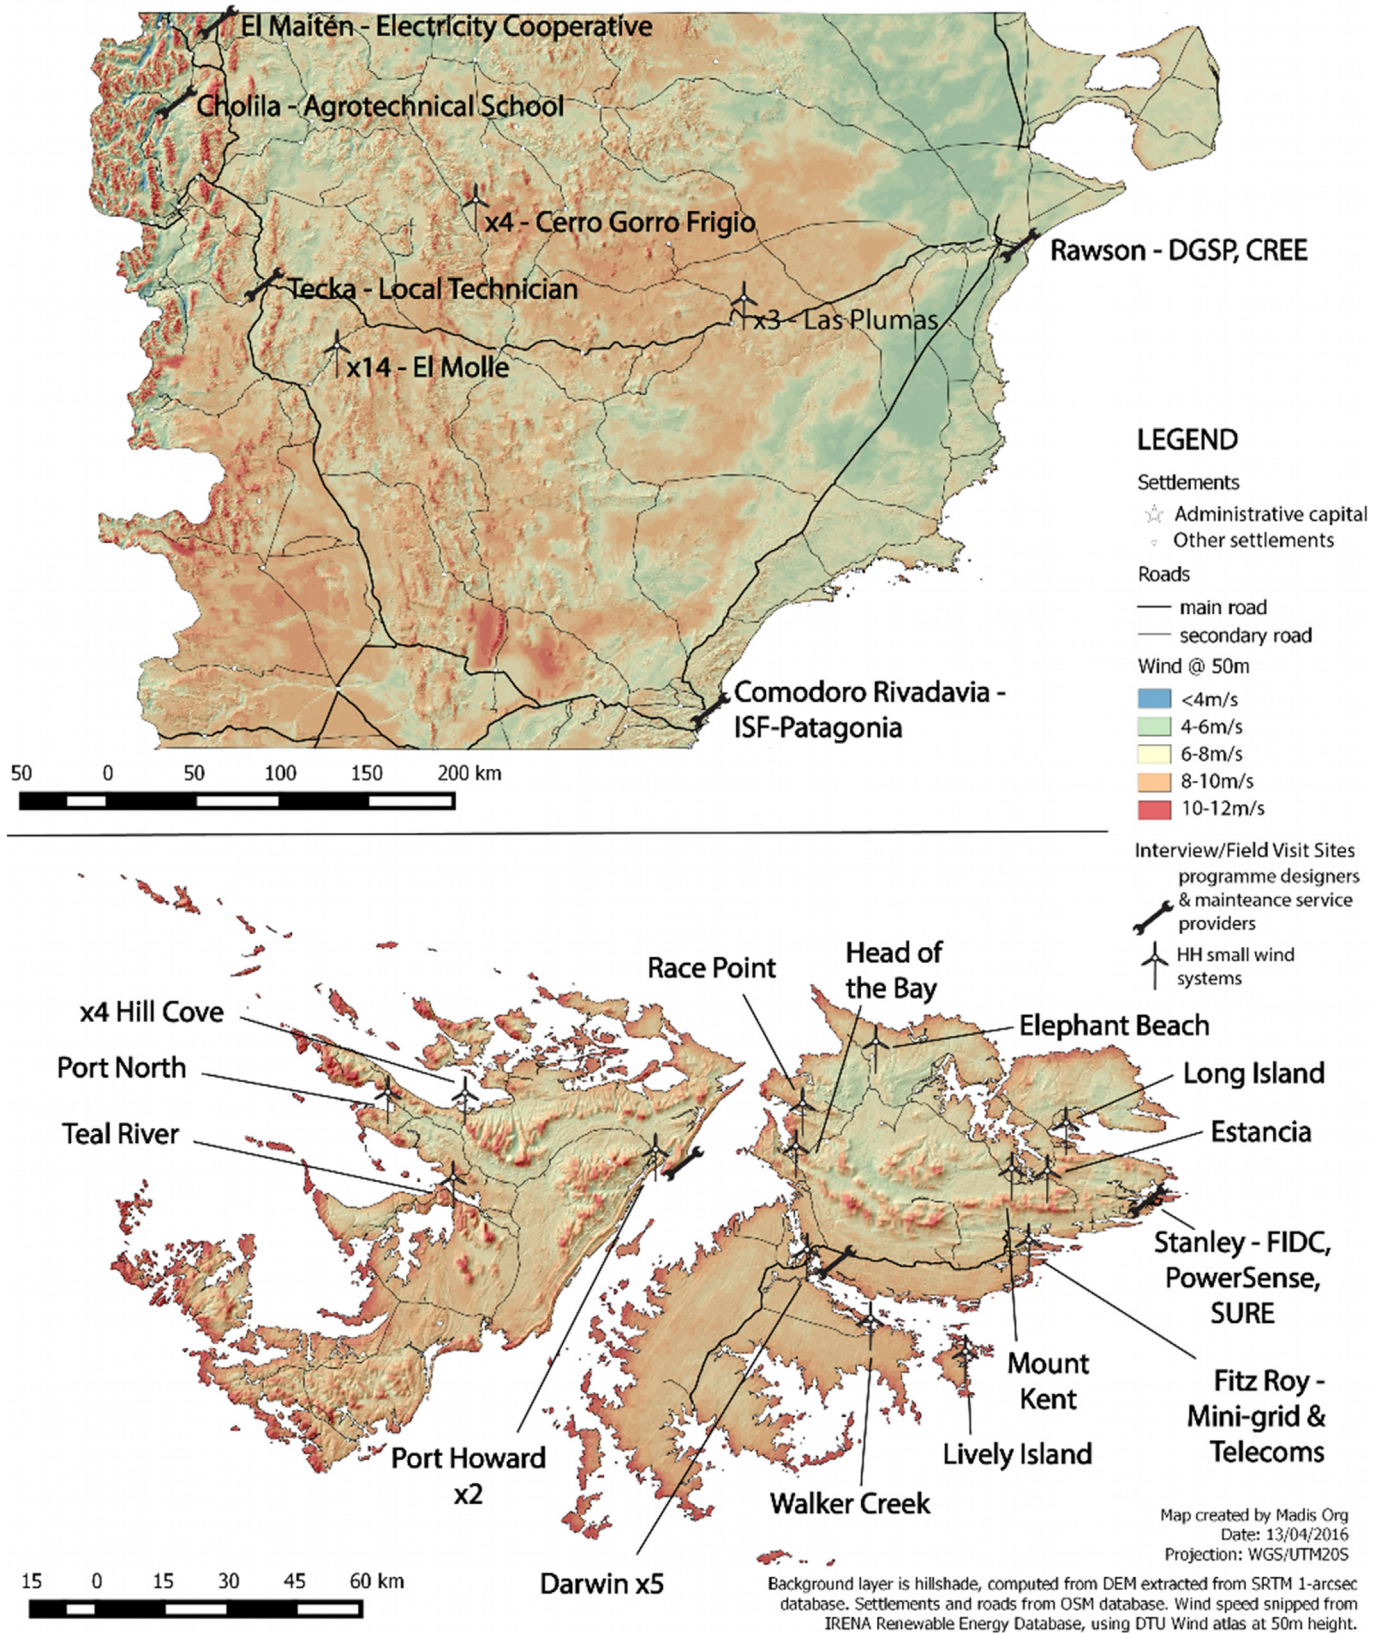 El Maitén - Electricity Cooperative
Cholila - Agrotechnical School
x4 - Cerro Gorro Frigio
Rawson - DGSP, CREE
Tecka - Local Technician
x3 - Las Plumas
x14 - El Molle
Comodoro Rivadavia -
ISF-Patagonia
50 0 50 100 150 200 km
LEGEND
Settlements
Administrative capital
Other settlements
Roads
main road
secondary road
Wind @ 50m
<4m/s
4-6m/s
6-8m/s
8-10m/s
10-12m/s
Interview/Field Visit Sites
programme designers
& mainteance service
providers
HH small wind
systems
Race Point
Head of
the Bay
x4 Hill Cove
Elephant Beach
Port North
Long Island
Teal River
Estancia
Stanley - FIDC,
PowerSense,
SURE
Mount
Kent
Fitz Roy -
Mini-grid &
Telecoms
Port Howard
x2
Lively Island
Walker Creek
Darwin x5
15 0 15 30 45 60 km
Map created by Madis Org
Date: 13/04/2016
Projection: WGS/UTM20S
Background layer is hillshade, computed from DEM extracted from SRTM 1-arcsec
database. Settlements and roads from OSM database. Wind speed snipped from
IRENA Renewable Energy Database, using DTU Wind atlas at 50m height.